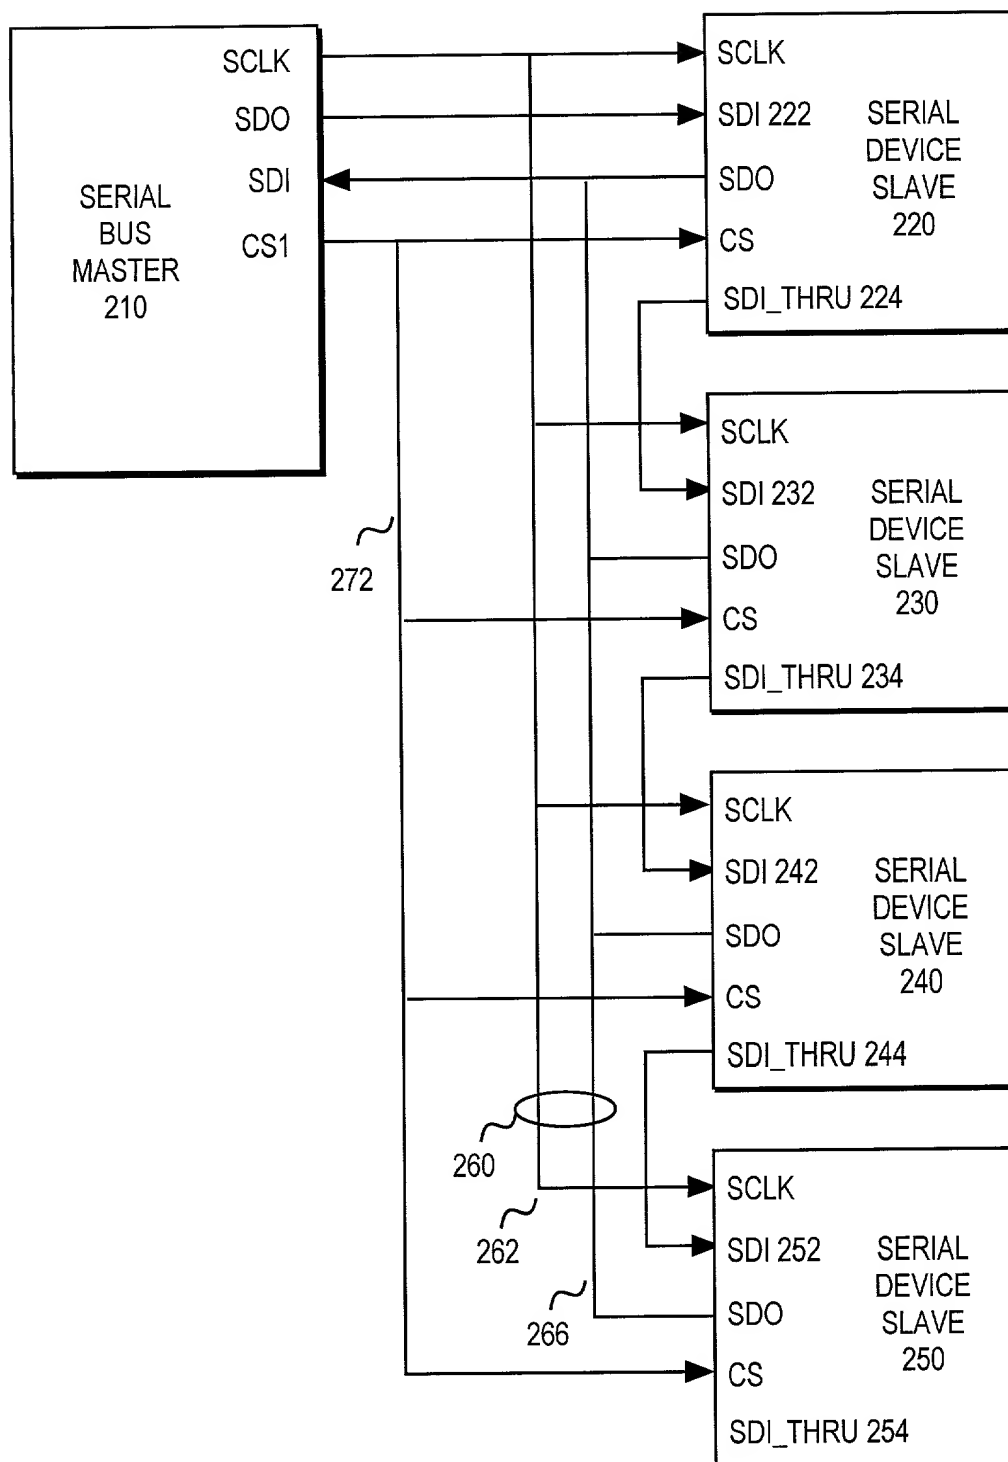 SCLK
SDO
SDI
CS1
SERIAL
BUS
MASTER
210
SCLK
SDI 222
SDO
CS
SDI_THRU 224
SERIAL
DEVICE
SLAVE
220
SCLK
SDI 232
SDO
CS
SDI_THRU 234
SERIAL
DEVICE
SLAVE
230
272
SCLK
SDI 242
SDO
CS
SDI_THRU 244
SERIAL
DEVICE
SLAVE
240
260
262
266
SCLK
SDI 252
SDO
CS
SDI_THRU 254
SERIAL
DEVICE
SLAVE
250